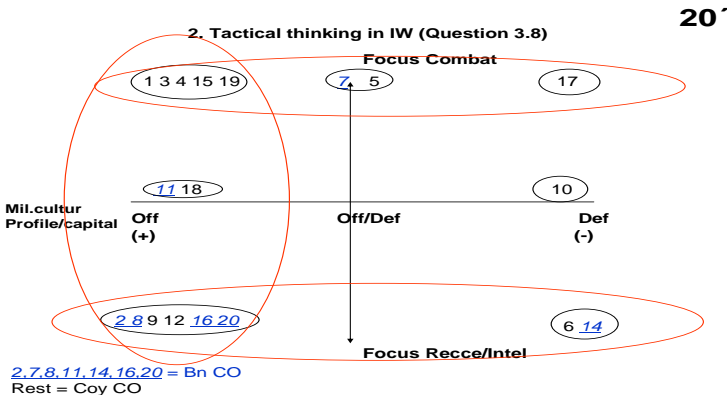 20´
2. Tactical thinking in IW (Question 3.8)
Focus Combat
1 3 4 15 19
7 5
17
11 18
10
Mil.cultur
Profile/capital
Off
(+)
Off/Def
Def
(-)
2 8 9 12 16 20
6 14
Focus Recce/Intel
2,7,8,11,14,16,20 = Bn CO
Rest = Coy CO